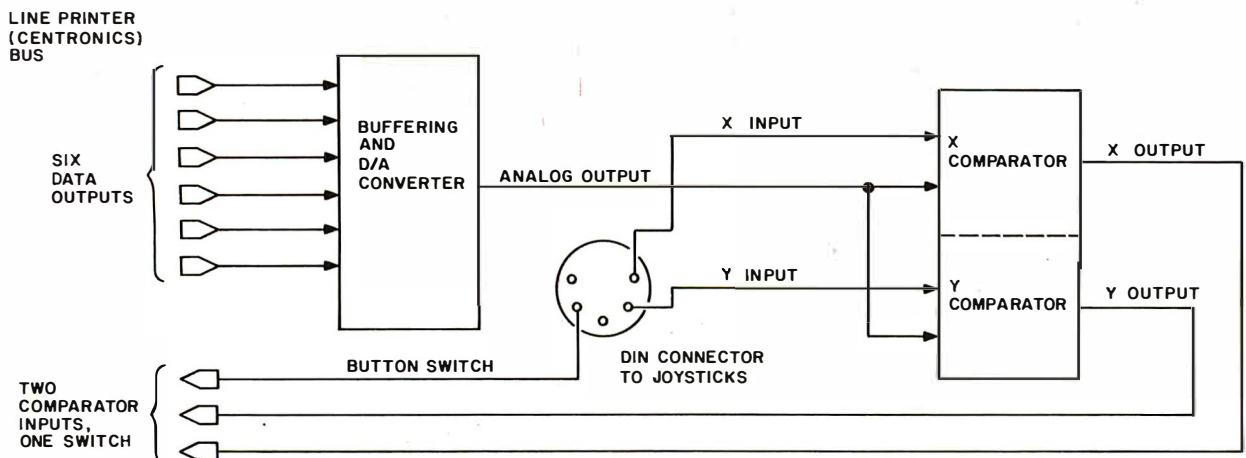 LINE PRINTER
(CENTRONICS)
BUS
SIX
DATA
OUTPUTS
BUFFERING
AND
D/A
CONVERTER
ANALOG OUTPUT
X INPUT
Y INPUT
X
COMPARATOR
Y
COMPARATOR
X OUTPUT
Y OUTPUT
DIN CONNECTOR
TO JOYSTICKS
BUTTON SWITCH
TWO
COMPARATOR
INPUTS,
ONE SWITCH